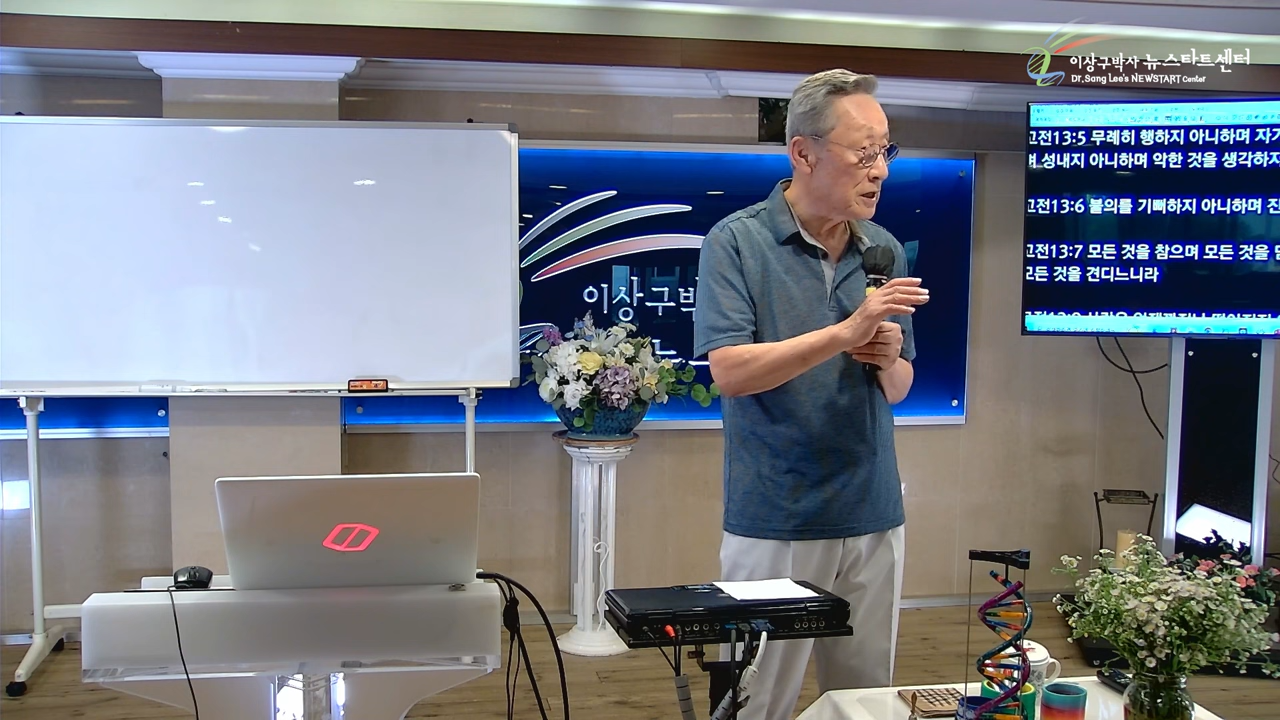 이상구박사 뉴스타트센터
Dr. Sang Lee's NEWSTART Center
고전13:5 무례히 행하지 아니하며 자기
며 성내지 아니하며 악한 것을 생각하지
고전13:6 불의를 기뻐하지 아니하며 진
고전13:7 모든 것을 참으며 모든 것을 믿
모든 것을 견디느니라
이상구박